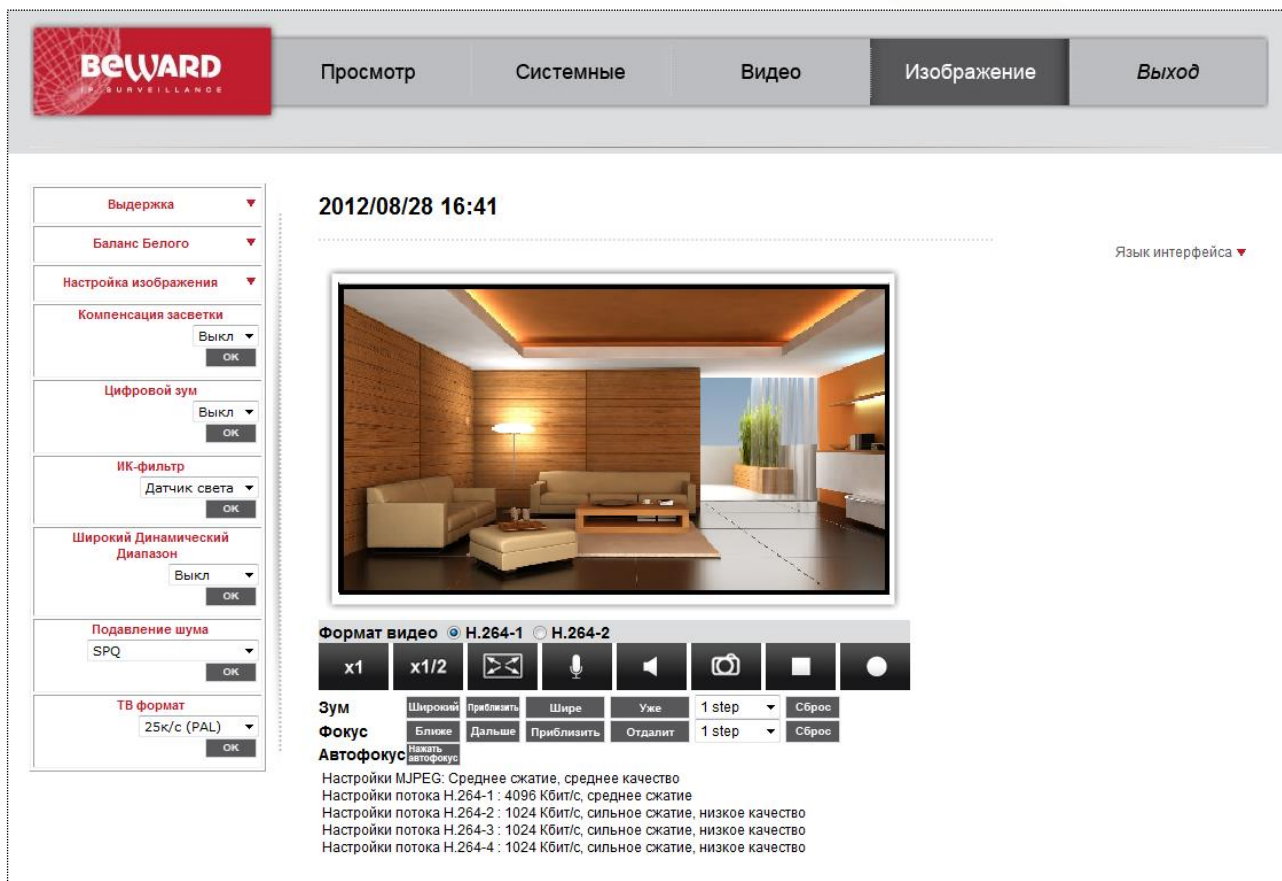 BEWARD
IP SURVEILLANCE
Просмотр
Системные
Видео
Изображение
Выход
Выдержка
Баланс Белого
Настройка изображения
Компенсация засветки
Выкл
OK
Цифровой зум
Выкл
OK
ИК-фильтр
Датчик света
OK
Широкий Динамический
Диапазон
Выкл
OK
Подавление шума
SPQ
OK
ТВ формат
25к/с (PAL)
OK
2012/08/28 16:41
Язык интерфейса
Формат видео H.264-1 H.264-2
x1 x1/2
Зум Широкий Приблизить Шире Уже 1 step Сброс
Фокус Ближе Дальше Приблизить Отдалит 1 step Сброс
Автофокус Нажать
автофокус
Настройки MJPEG: Среднее сжатие, среднее качество
Настройки потока H.264-1 : 4096 Кбит/с, среднее сжатие
Настройки потока H.264-2 : 1024 Кбит/с, сильное сжатие, низкое качество
Настройки потока H.264-3 : 1024 Кбит/с, сильное сжатие, низкое качество
Настройки потока H.264-4 : 1024 Кбит/с, сильное сжатие, низкое качество